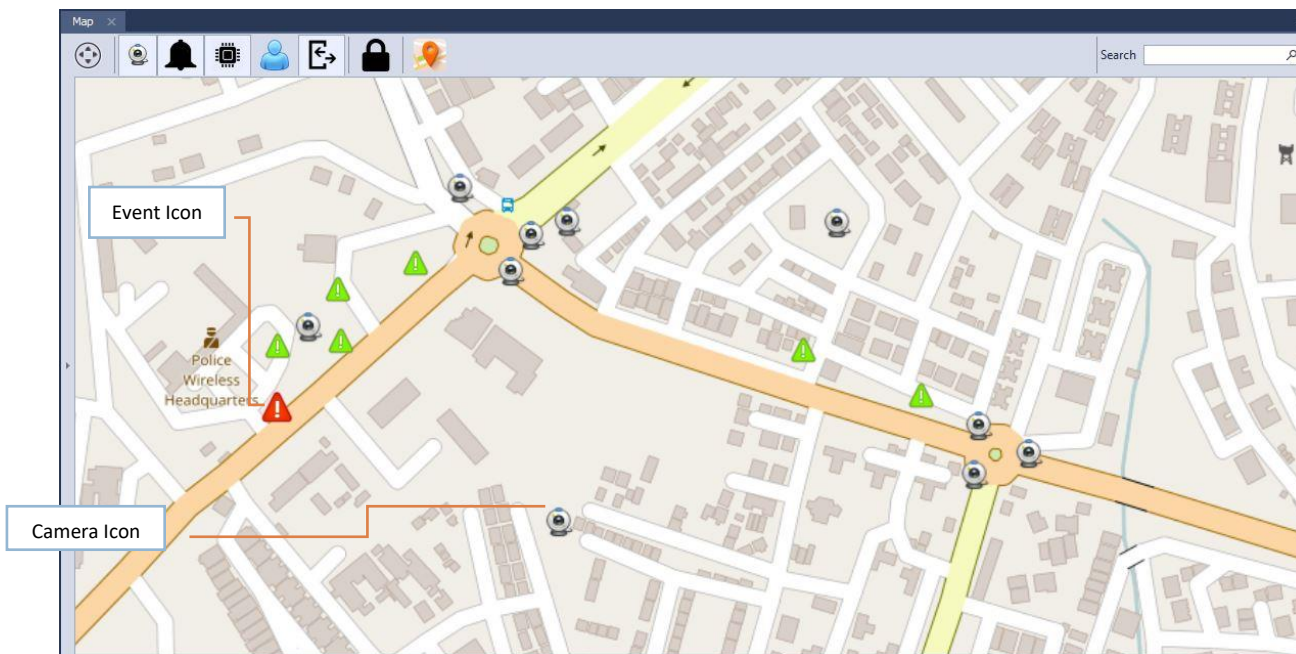 Map
Search
Event Icon
Police
Wireless
Headquarters
Camera Icon